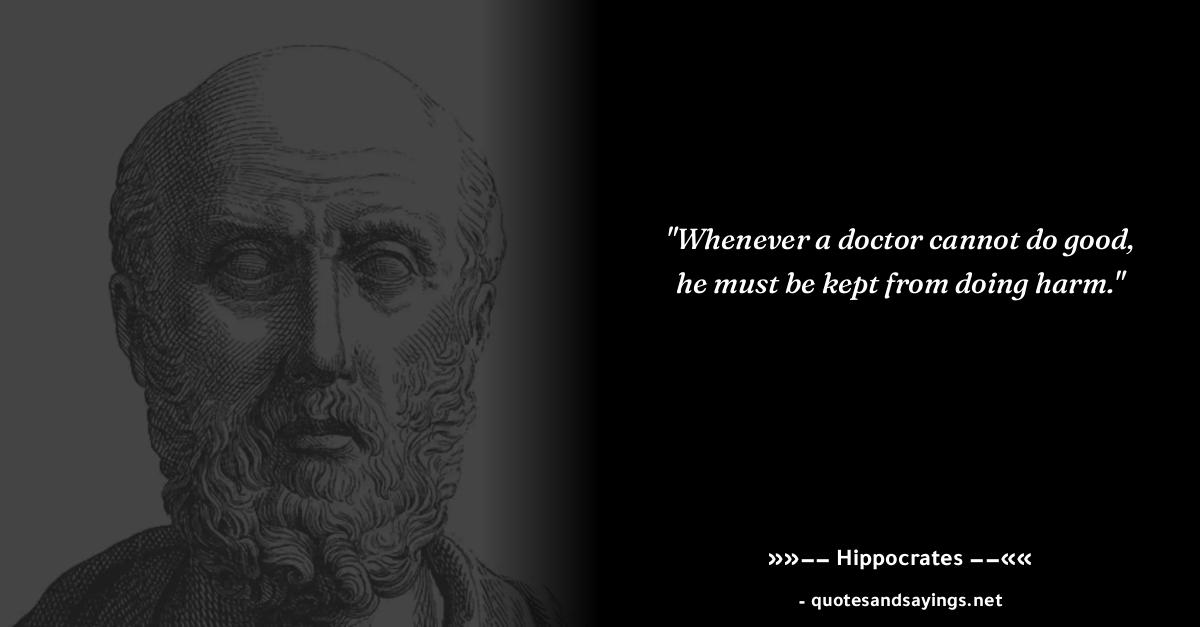 "Whenever a doctor cannot do good,
he must be kept from doing harm."
»»−− Hippocrates −−««
- quotesandsayings.net